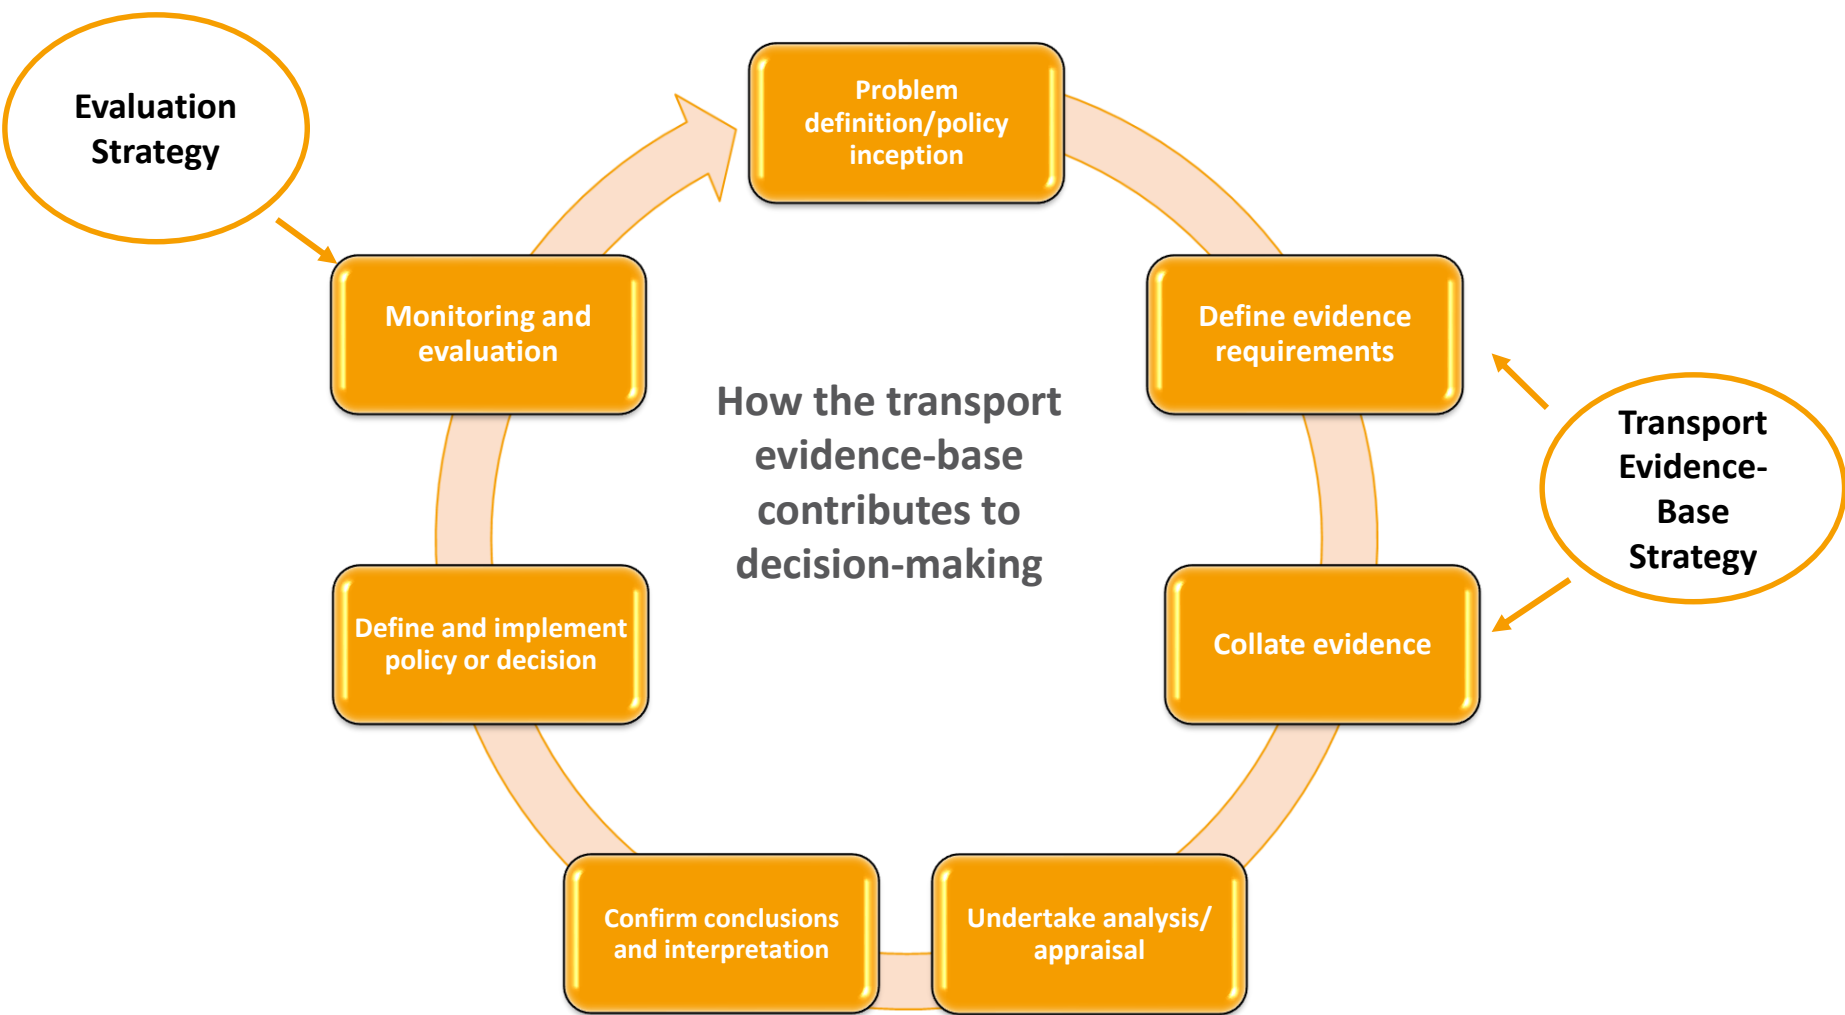 Evaluation
Strategy
Problem
definition/policy
inception
Monitoring and
evaluation
Define evidence
requirements
How the transport
evidence-base
contributes to
decision-making
Transport
Evidence-
Base
Strategy
Define and implement
policy or decision
Collate evidence
Confirm conclusions
and interpretation
Undertake analysis/
appraisal